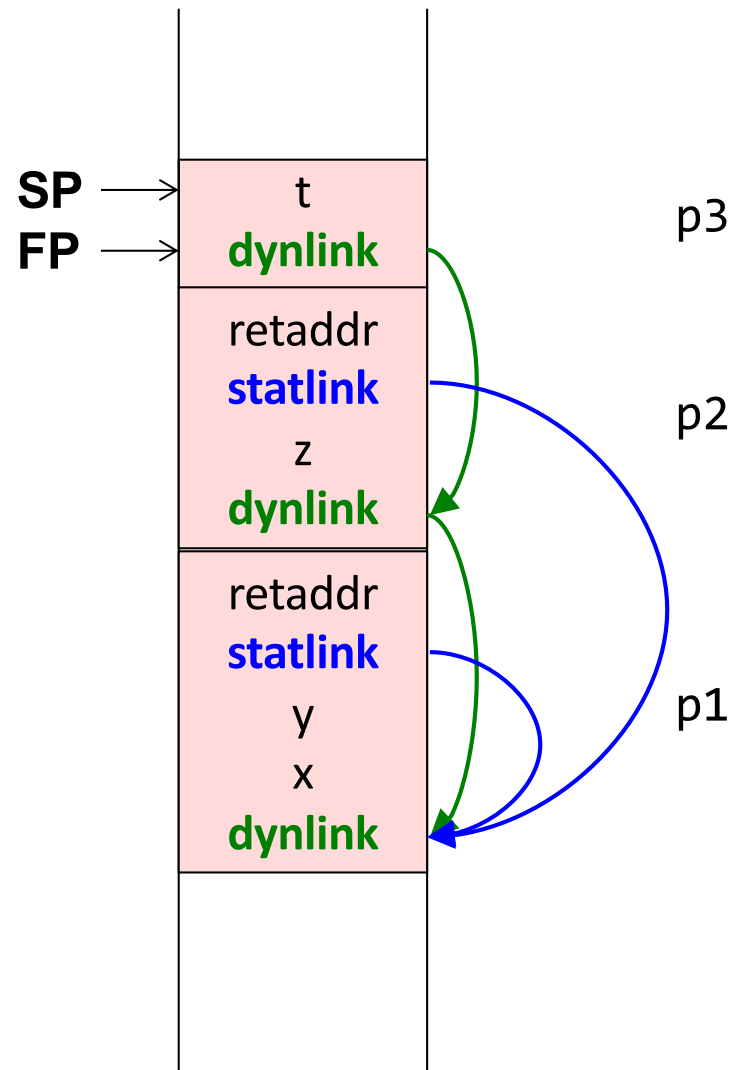 SP
t
p3
FP
dynlink
retaddr
statlink
p2
z
dynlink
retaddr
statlink
y
p1
x
dynlink